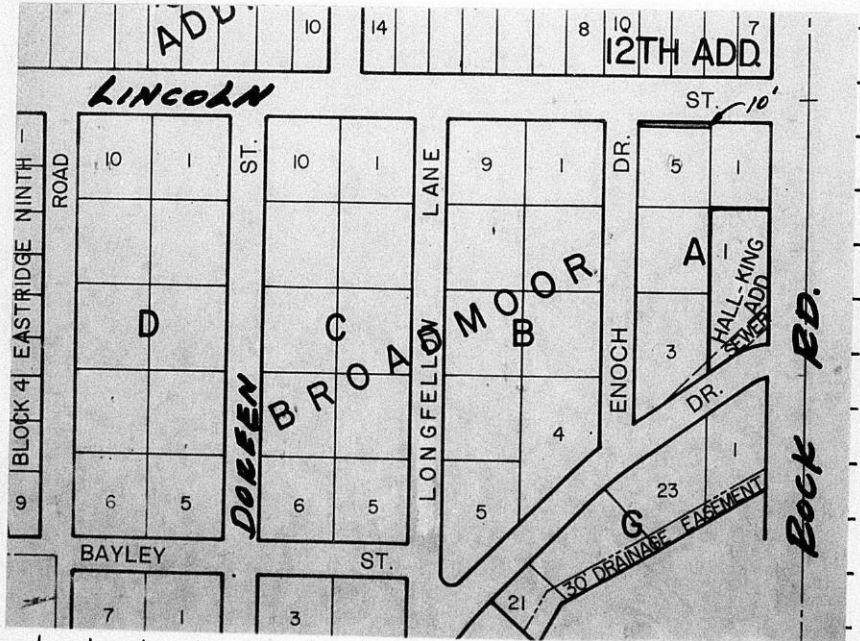 ADD.
10
14
8
10
7
12TH ADD.
LINCOLN
ST.
10'
10
1
10
1
9
1
5
1
ROAD
ST.
LANE
DR.
BLOCK 4 EASTRIDGE NINTH
1
9
BROADMOOR
D
C
B
A
1
HALL-KING
ADD
SEWER
3
DOREEN
LONGFELLOW
ENOCH
DR.
ROCK RD.
4
6
5
6
5
5
1
23
G
30' DRAINAGE EASEMENT
BAYLEY
ST.
7
1
3
21